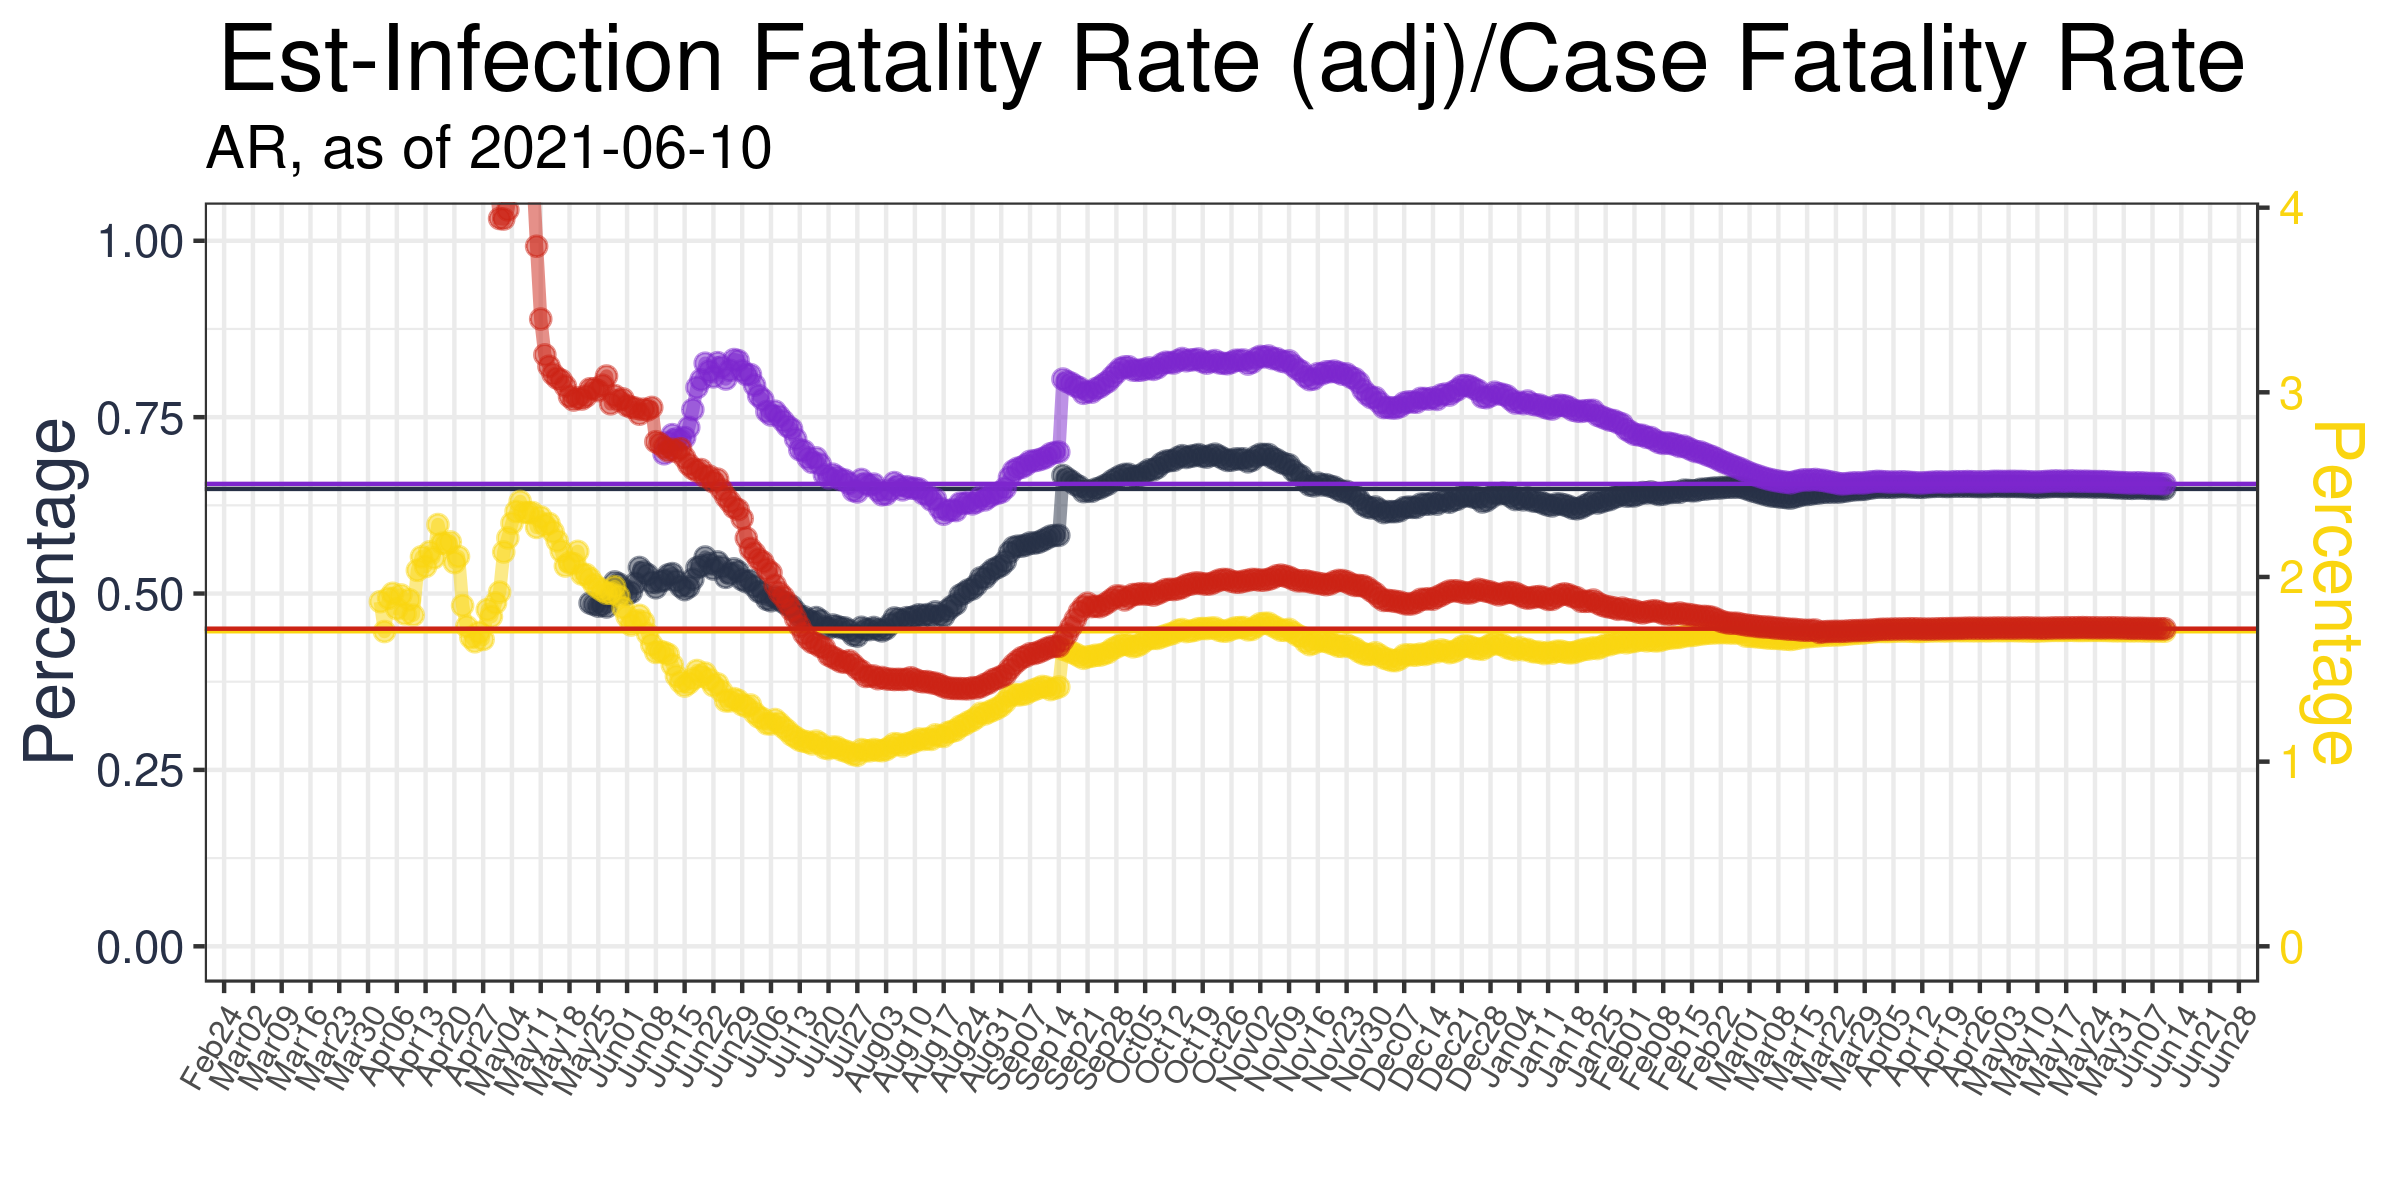 Est-Infection Fatality Rate (adj)/Case Fatality Rate
AR, as of 2021-06-10
Percentage
1.00
0.75
0.50
0.25
0.00
4
3
2
1
0
Percentage
Feb24
Mar02
Mar09
Mar16
Mar23
Mar30
Apr06
Apr13
Apr20
Apr27
May04
May11
May18
May25
Jun01
Jun08
Jun15
Jun22
Jun29
Jul06
Jul13
Jul20
Jul27
Aug03
Aug10
Aug17
Aug24
Aug31
Sep07
Sep14
Sep21
Sep28
Oct05
Oct12
Oct19
Oct26
Nov02
Nov09
Nov16
Nov23
Nov30
Dec07
Dec14
Dec21
Dec28
Jan04
Jan11
Jan18
Jan25
Feb01
Feb08
Feb15
Feb22
Mar01
Mar08
Mar15
Mar22
Mar29
Apr05
Apr12
Apr19
Apr26
May03
May10
May17
May24
May31
Jun07
Jun14
Jun21
Jun28